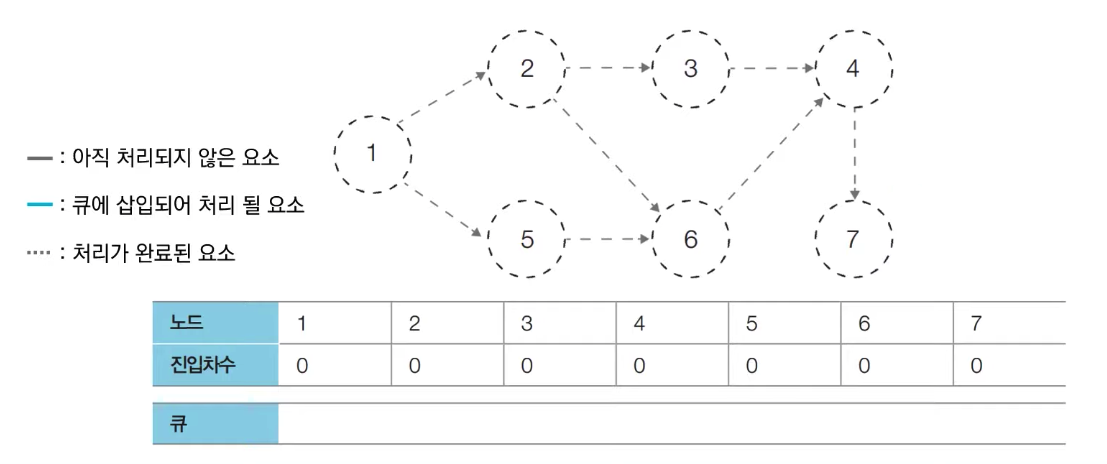 2 3 4
1
5 6 7
: 아직 처리되지 않은 요소
: 큐에 삽입되어 처리 될 요소
: 처리가 완료된 요소
노드 1 2 3 4 5 6 7
진입차수 0 0 0 0 0 0 0
큐